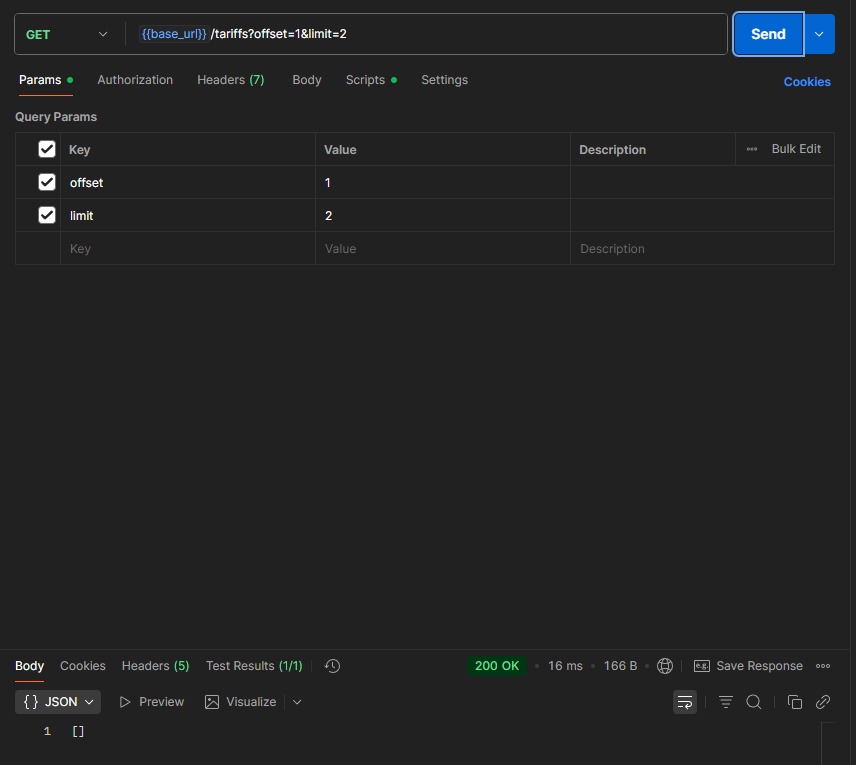 GET {{base_url}} /tariffs?offset=1&limit=2 Send
Params Authorization Headers (7) Body Scripts Settings Cookies
Query Params
Key Value Description Bulk Edit
offset 1
limit 2
Key Value Description
Body Cookies Headers (5) Test Results (1/1) 200 OK 16 ms 166 B e.g. Save Response
{} JSON Preview Visualize
1 []